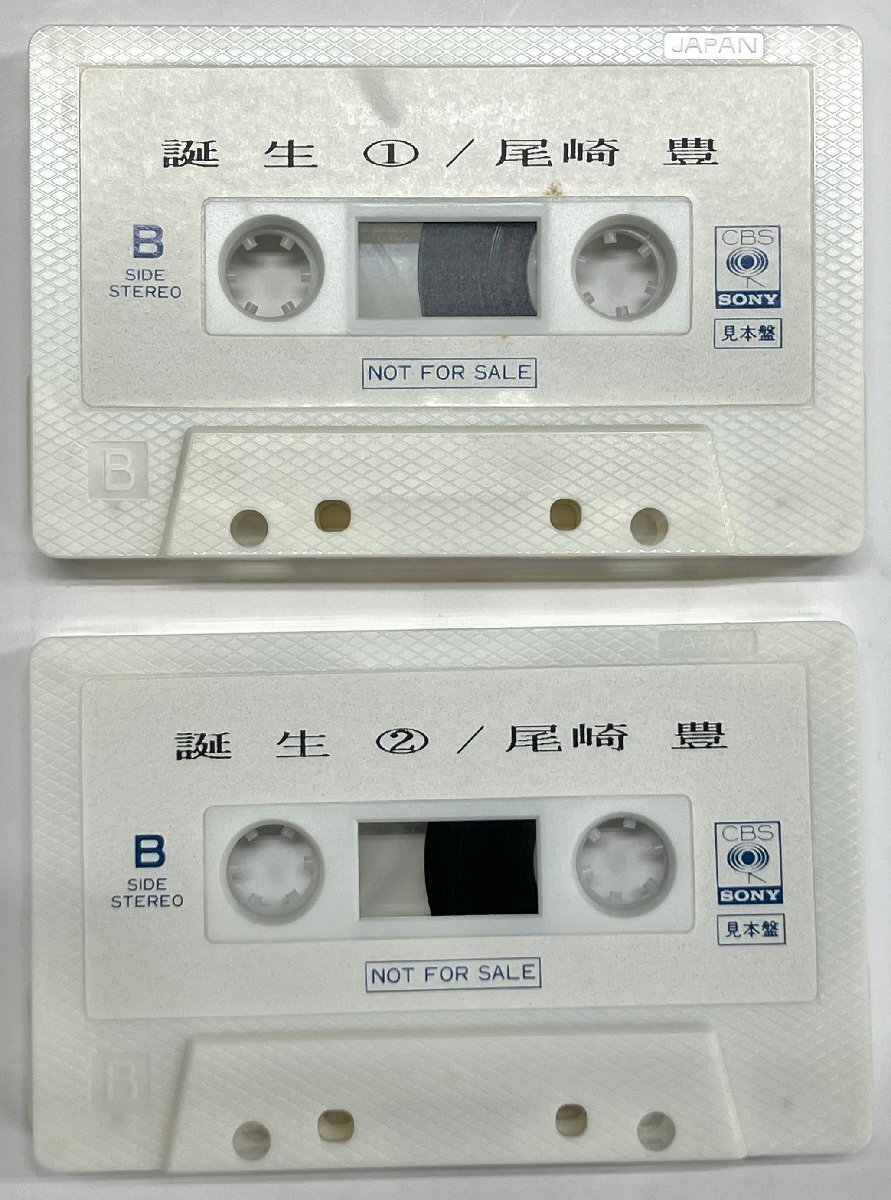 JAPAN
誕 生 ① / 尾崎 豊
B
SIDE
STEREO
CBS
SONY
見本盤
NOT FOR SALE
B
JAPAN
誕 生 ② / 尾崎 豊
B
SIDE
STEREO
CBS
SONY
見本盤
NOT FOR SALE
B